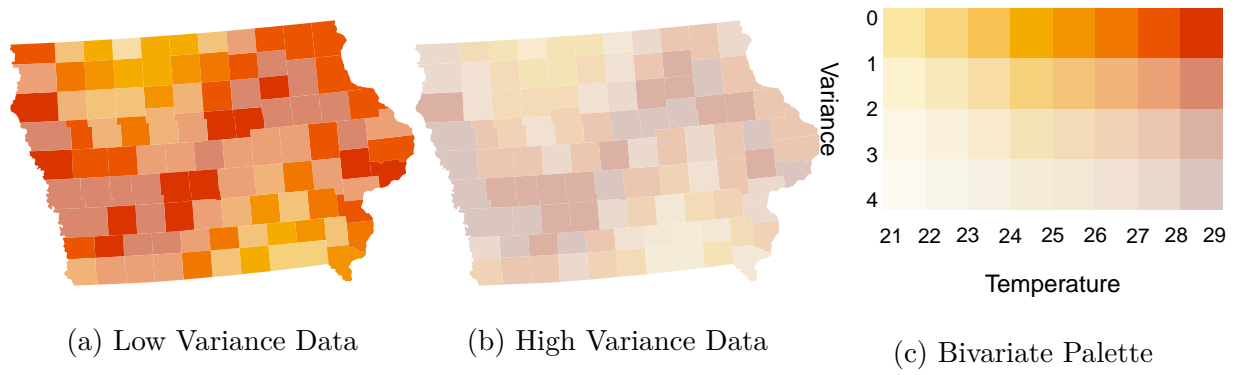 0
1
2
3
4
Variance
21 22 23 24 25 26 27 28 29
Temperature
(a) Low Variance Data
(b) High Variance Data
(c) Bivariate Palette